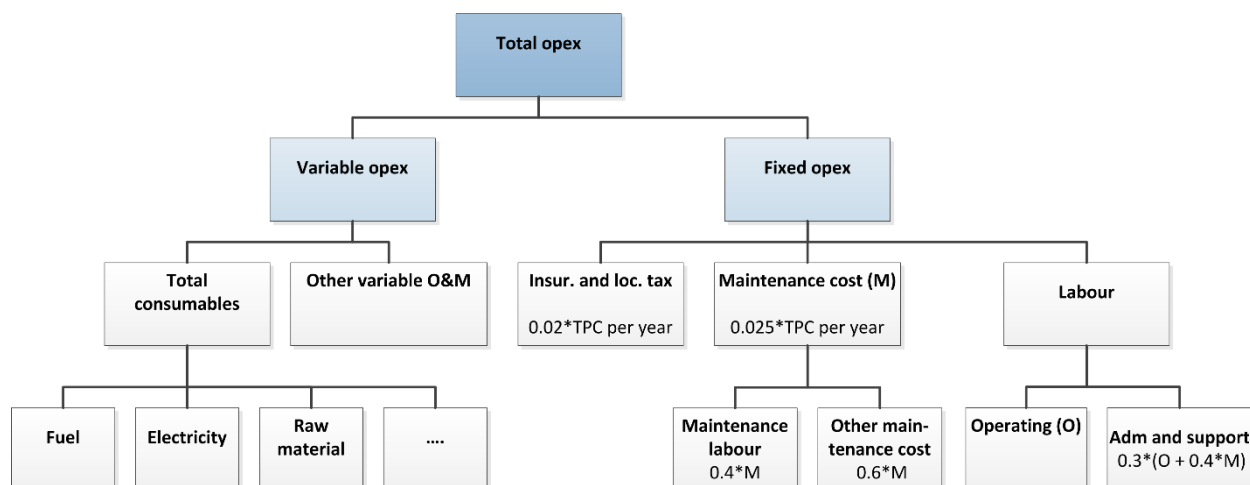 Total opex
Variable opex
Fixed opex
Total
consumables
Other variable O&M
Insur. and loc. tax
0.02*TPC per year
Maintenance cost (M)
0.025*TPC per year
Labour
Fuel
Electricity
Raw
material
....
Maintenance
labour
0.4*M
Other main-
tenance cost
0.6*M
Operating (O)
Adm and support
0.3*(O + 0.4*M)